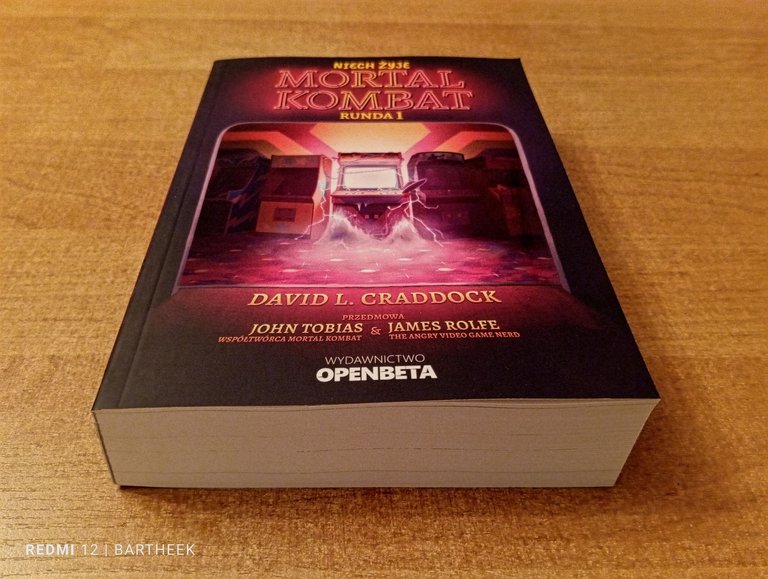 NIECH ŻYJE
MORTAL
KOMBAT
RUNDA 1
DAVID L. CRADDOCK
PRZEDMOWA
JOHN TOBIAS & JAMES ROLFE
WSPÓŁTWÓRCA MORTAL KOMBAT THE ANGRY VIDEO GAME NERD
WYDAWNICTWO
OPENBETA
REDMI 12 | BARTHEEK